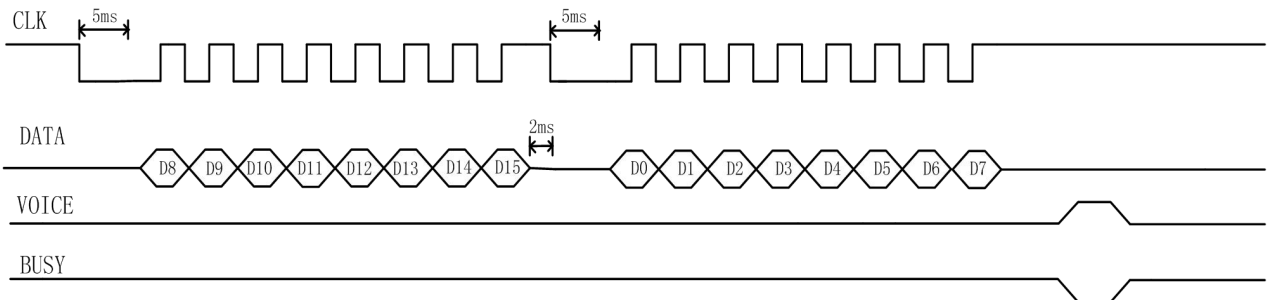 CLK 5ms 5ms
DATA 2ms
D8 D9 D10 D11 D12 D13 D14 D15 D0 D1 D2 D3 D4 D5 D6 D7
VOICE
BUSY